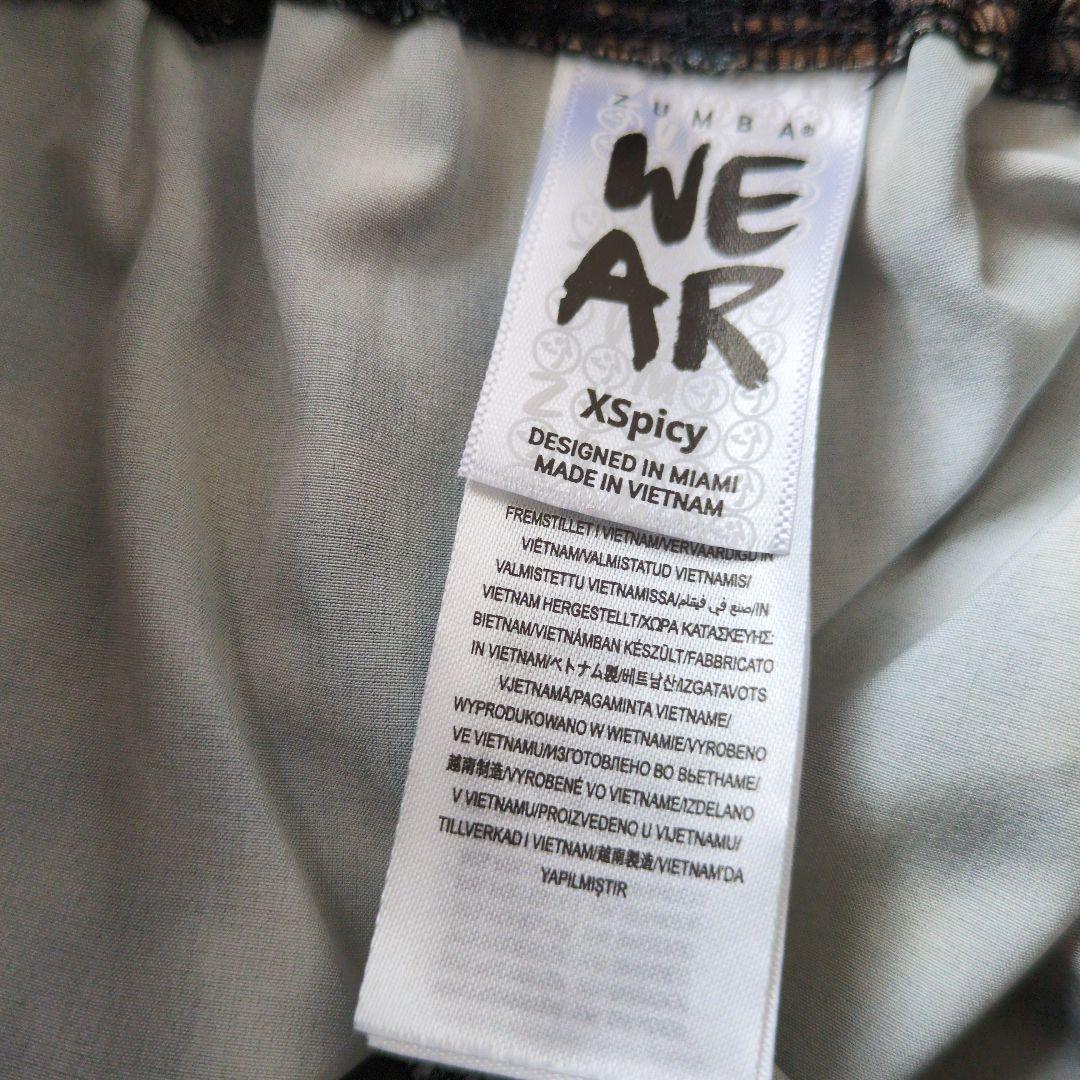 ZUMBA®
WE
AR
XSpicy
DESIGNED IN MIAMI
MADE IN VIETNAM
FREMSTILLET I VIETNAM/VERVAARDIGD IN
VIETNAM/VALMISTATUD VIETNAMIS/
VALMISTETTU VIETNAMISSA/صنع في فيتنام/IN
VIETNAM HERGESTELLT/ΧΩΡΑ ΚΑΤΑΣΚΕΥΗΣ:
ΒΙΕΤΝΑΜ/VIETNÁMBAN KÉSZÜLT/FABBRICATO
IN VIETNAM/ベトナム製/베트남산/IZGATAVOTS
VJETNAMĀ/PAGAMINTA VIETNAME/
WYPRODUKOWANO W WIETNAMIE/VYROBENO
VE VIETNAMU/ИЗГОТОВЛЕНО ВО ВЬЕТНАМЕ/
越南制造/VYROBENÉ VO VIETNAME/IZDELANO
V VIETNAMU/PROIZVEDENO U VIJETNAMU/
TILLVERKAD I VIETNAM/越南製造/VIETNAM'DA
YAPILMIŞTIR